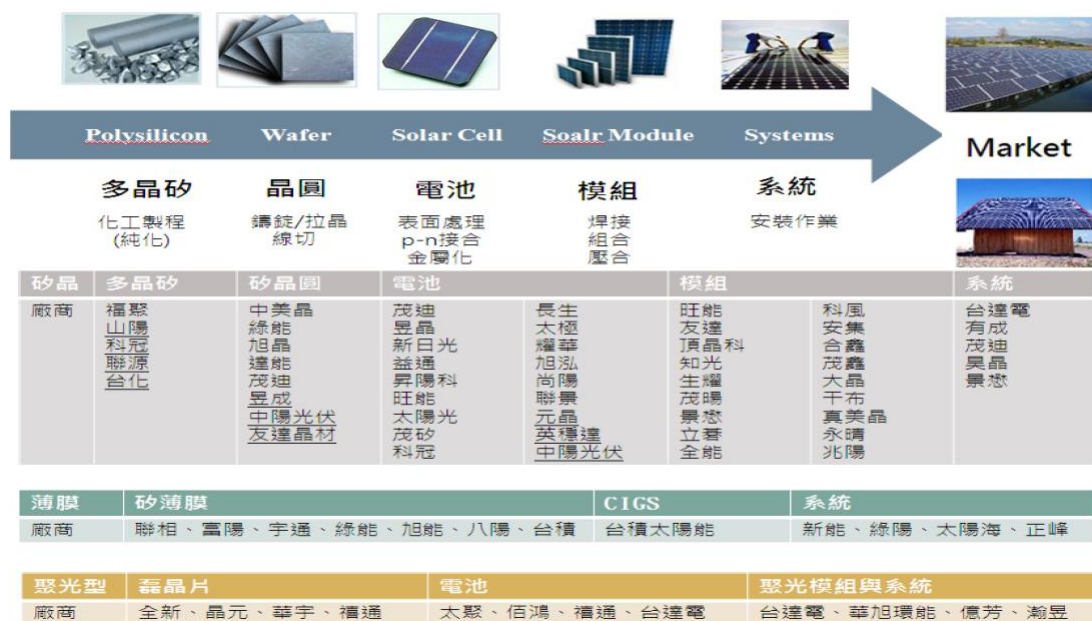 Polysilicon Wafer Solar Cell Soalr Module Systems
Market
多晶矽 晶圓 電池 模組 系統
化工製程 鑄錠/拉晶 表面處理 焊接 安裝作業
(純化) 線切 p-n接合 組合
金屬化 壓合
矽晶 多晶矽 矽晶圓 電池 模組 系統
廠商 福聚 中美晶 茂迪 長生 旺能 科風 台達電
山陽 綠能 昱晶 太極 友達 安集 有成
科冠 旭晶 新日光 耀華 頂晶科 合鑫 茂迪
聯源 達能 益通 旭泓 知光 茂鑫 昊晶
台化 茂迪 昇陽科 尚陽 生耀 大晶 景懋
昱成 旺能 聯景 茂暘 干布
中陽光伏 太陽光 元晶 景懋 真美晶
友達晶材 茂矽 英穩達 立碁 永晴
科冠 中陽光伏 全能 兆陽
薄膜 矽薄膜 CIGS 系統
廠商 聯相、富陽、宇通、綠能、旭能、八陽、台積 台積太陽能 新能、綠陽、太陽海、正峰
聚光型 磊晶片 電池 聚光模組與系統
廠商 全新、晶元、華宇、禧通 太聚、佰鴻、禧通、台達電 台達電、華旭環能、億芳、瀚昱